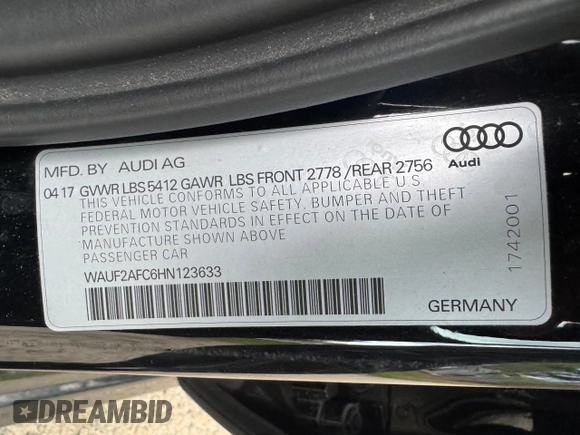 MFD. BY AUDI AG
04 17 GVWR LBS 5412 GAWR LBS FRONT 2778 / REAR 2756
THIS VEHICLE CONFORMS TO ALL APPLICABLE U S
FEDERAL MOTOR VEHICLE SAFETY, BUMPER AND THEFT
PREVENTION STANDARDS IN EFFECT ON THE DATE OF
MANUFACTURE SHOWN ABOVE
PASSENGER CAR
WAUF2AFC6HN123633
Audi
1742001
GERMANY
DREAMBID